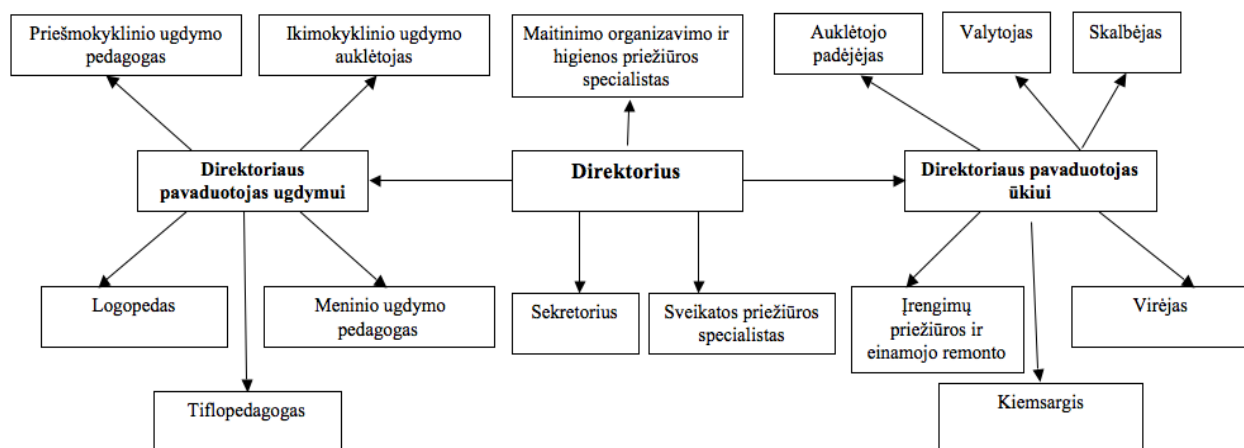 Priešmokyklinio ugdymo
pedagogas
Ikimokyklinio ugdymo
auklėtojas
Maitinimo organizavimo ir
higienos priežiūros
specialistas
Auklėtojo
padėjėjas
Valytojas
Skalbėjas
Direktoriaus
pavaduotojas ugdymui
Direktorius
Direktoriaus pavaduotojas
ūkiui
Logopedas
Meninio ugdymo
pedagogas
Sekretorius
Sveikatos priežiūros
specialistas
Įrengimų
priežiūros ir
einamojo remonto
Virėjas
Tiflopedagogas
Kiemsargis